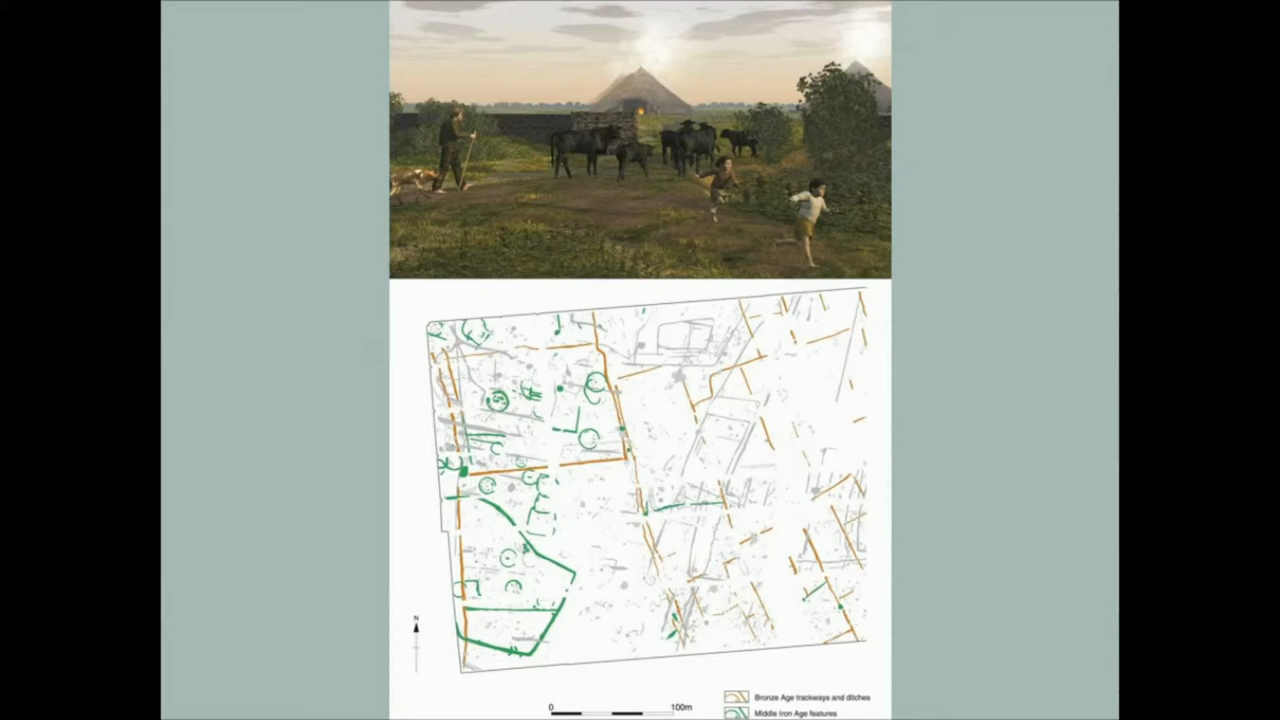 N
0 100m
Bronze Age trackways and ditches
Middle Iron Age features